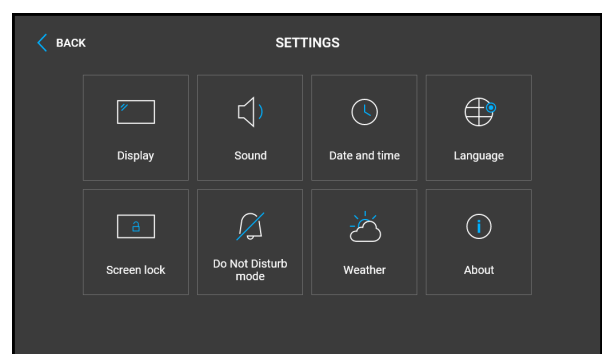 BACK
SETTINGS
Display
Sound
Date and time
Language
Screen lock
Do Not Disturb
mode
Weather
About